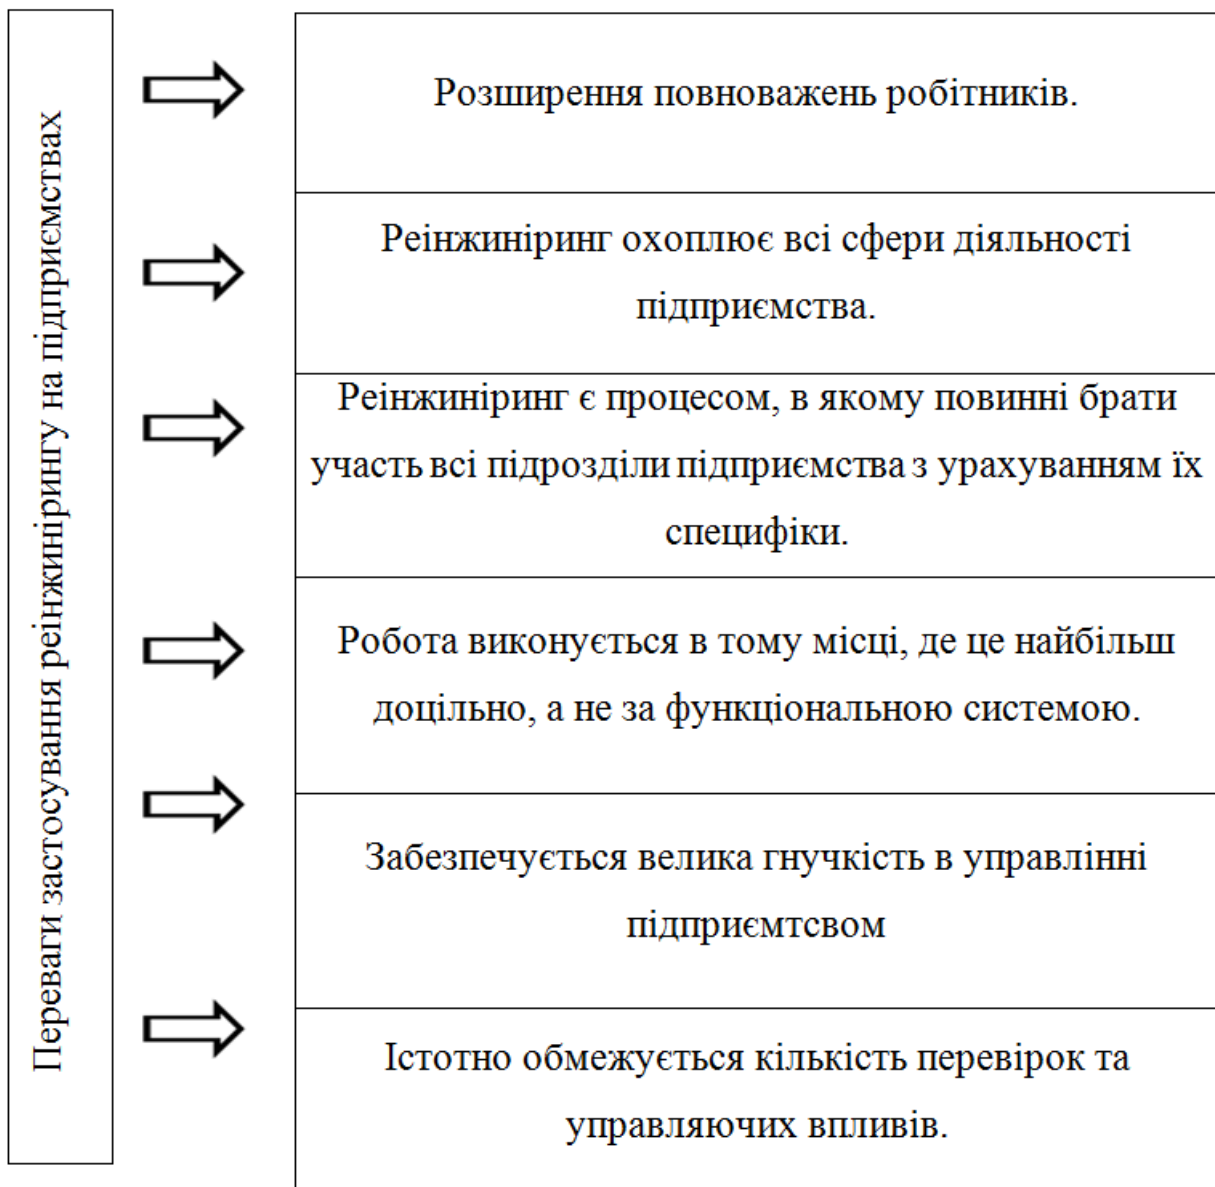 Переваги застосування реінжинірингу на підприємствах
Розширення повноважень робітників.
Реінжиніринг охоплює всі сфери діяльності
підприємства.
Реінжиніринг є процесом, в якому повинні брати
участь всі підрозділи підприємства з урахуванням їх
специфіки.
Робота виконується в тому місці, де це найбільш
доцільно, а не за функціональною системою.
Забезпечується велика гнучкість в управлінні
підприємтсвом
Істотно обмежується кількість перевірок та
управляючих впливів.